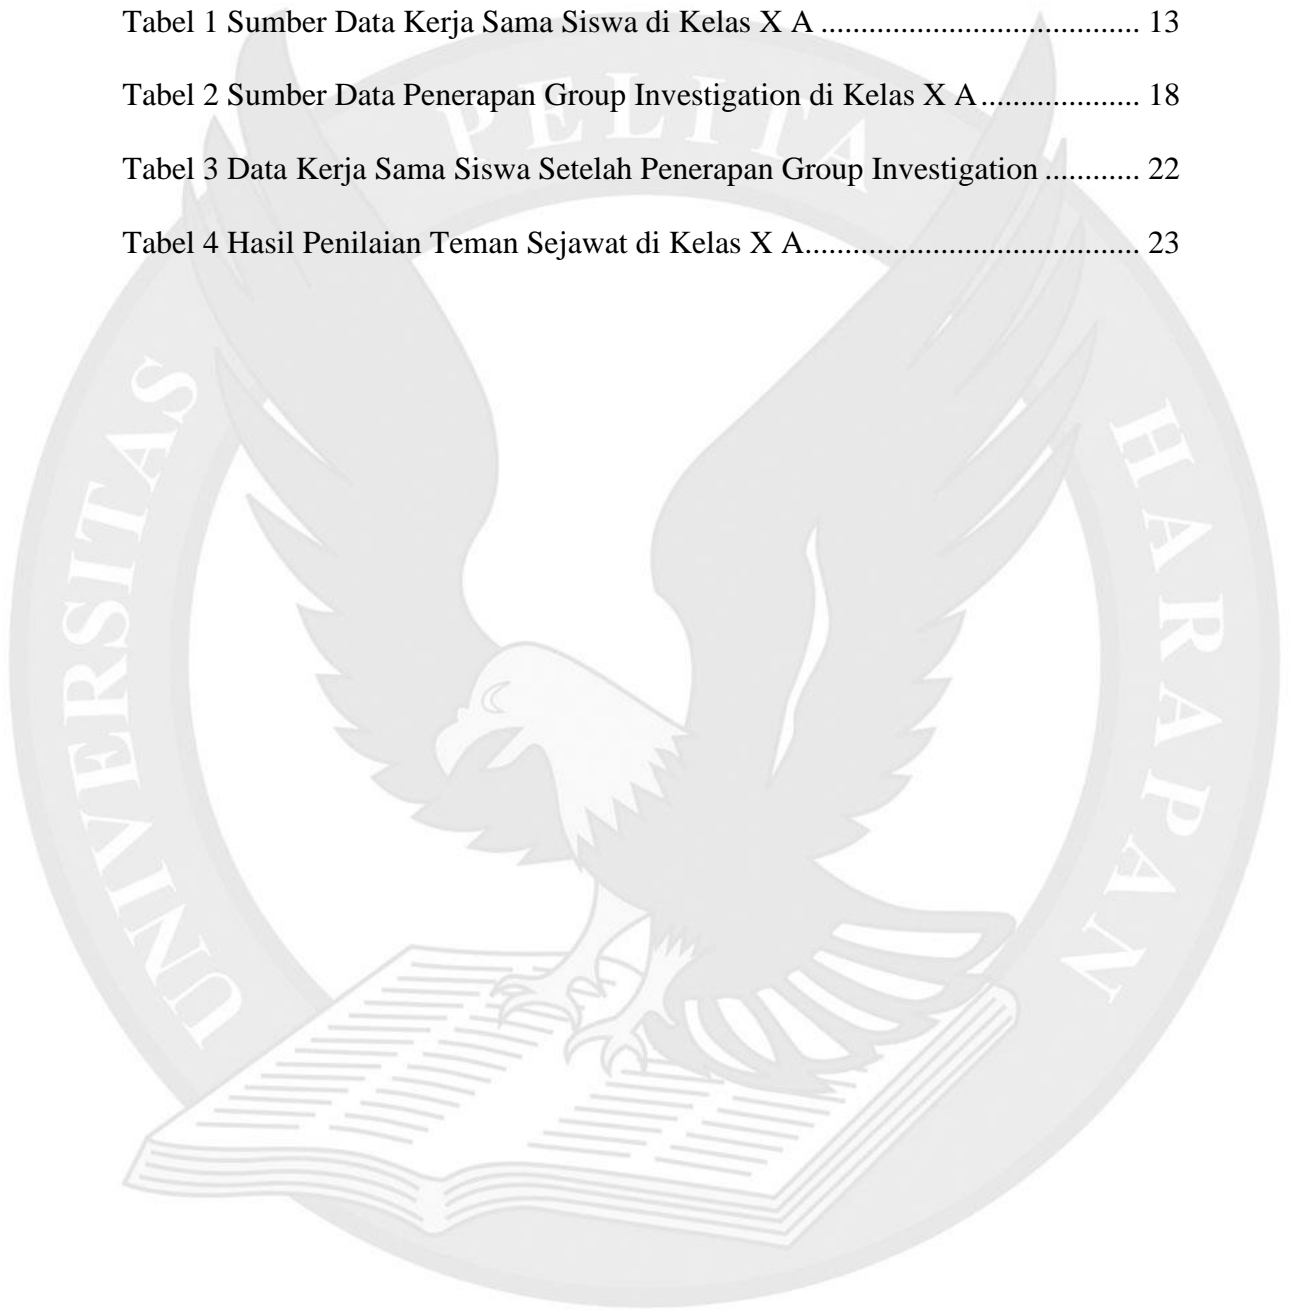 Tabel 1 Sumber Data Kerja Sama Siswa di Kelas X A ........................................ 13
Tabel 2 Sumber Data Penerapan Group Investigation di Kelas X A .................... 18
Tabel 3 Data Kerja Sama Siswa Setelah Penerapan Group Investigation ............ 22
Tabel 4 Hasil Penilaian Teman Sejawat di Kelas X A.......................................... 23
UNIVERSITAS PELITA HARAPAN